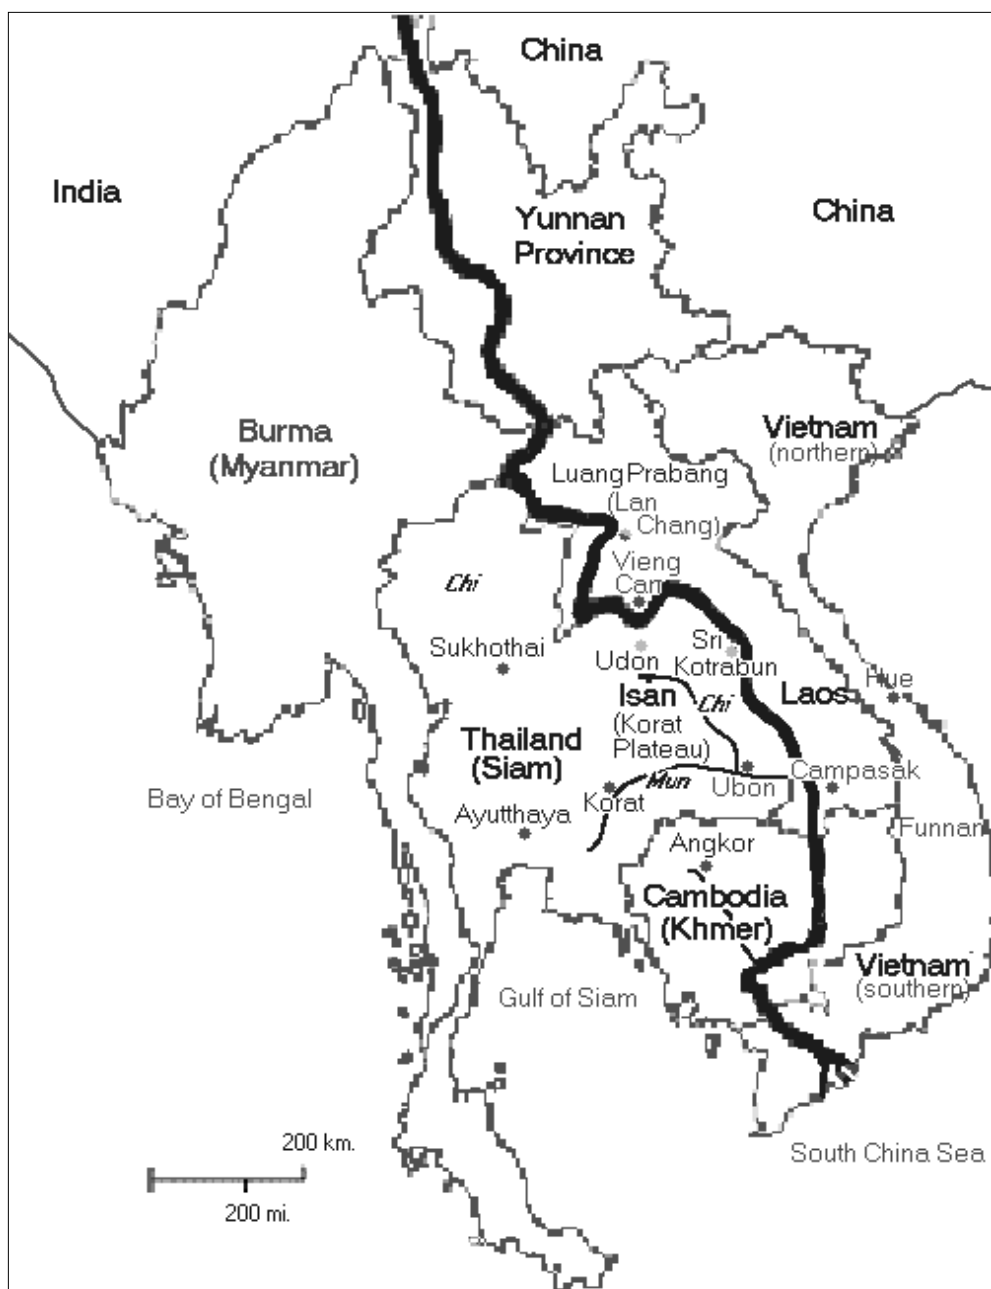 China
India
Yunnan
Province
China
Burma
(Myanmar)
Vietnam
(northern)
Luang Prabang
(Lan
Chang)
Vieng
Can
Chi
Sukhothai
Udon
Sri
Kotrabun
Isan
(Korat
Plateau)
Chi
Laos
Hue
Thailand
(Siam)
Mun
Campasak
Bay of Bengal
Korat
Ubon
Ayutthaya
Funnan
Angkor
Cambodia
(Khmer)
Vietnam
(southern)
Gulf of Siam
200 km.
South China Sea
200 mi.